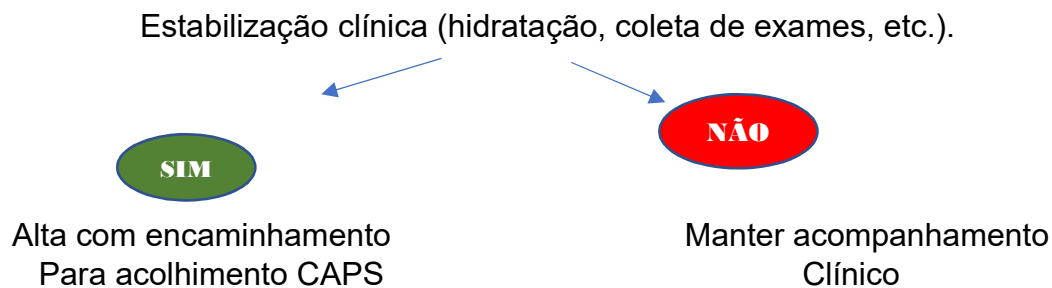 Estabilização clínica (hidratação, coleta de exames, etc.).
NÃO
SIM
Alta com encaminhamento
Para acolhimento CAPS
Manter acompanhamento
Clínico